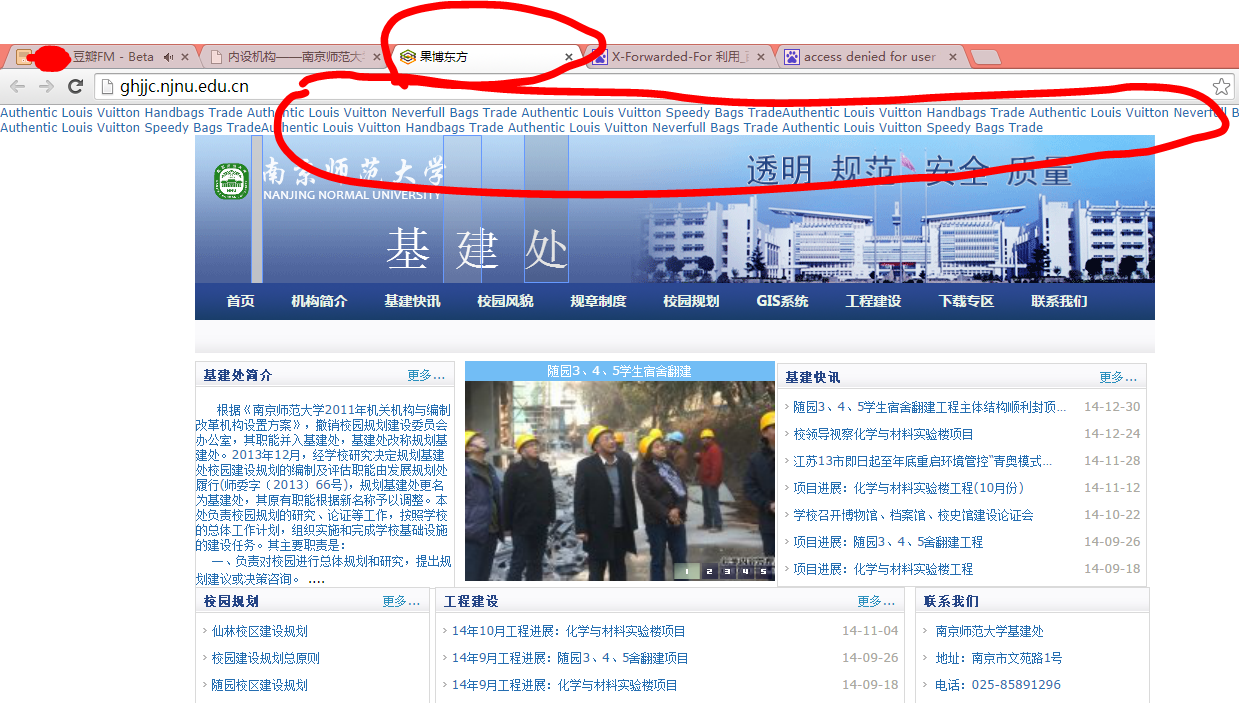 豆瓣FM - Beta
内设机构——南京师范大
果博东方
X-Forwarded-For 利用_
access denied for user
ghjjc.njnu.edu.cn
Authentic Louis Vuitton Handbags Trade Authentic Louis Vuitton Neverfull Bags Trade Authentic Louis Vuitton Speedy Bags TradeAuthentic Louis Vuitton Handbags Trade Authentic Louis Vuitton Neverfull B
Authentic Louis Vuitton Speedy Bags TradeAuthentic Louis Vuitton Handbags Trade Authentic Louis Vuitton Neverfull Bags Trade Authentic Louis Vuitton Speedy Bags Trade
南京师范大学
NANJING NORMAL UNIVERSITY
透明 规范 安全 质量
基建处
首页 机构简介 基建快讯 校园风貌 规章制度 校园规划 GIS系统 工程建设 下载专区 联系我们
基建处简介 更多...
根据《南京师范大学2011年机关机构与编制
改革机构设置方案》，撤销校园规划建设委员会
办公室，其职能并入基建处，基建处改称规划基
建处。2013年12月，经学校研究决定规划基建
处校园建设规划的编制及评估职能由发展规划处
履行(师委字（2013）66号)，规划基建处更名
为基建处，其原有职能根据新名称予以调整。本
处负责校园规划的研究、论证等工作，按照学校
的总体工作计划，组织实施和完成学校基础设施
的建设任务。其主要职责是：
一、负责对校园进行总体规划和研究，提出规
划建议或决策咨询。 ....
随园3、4、5学生宿舍翻建
1 2 3 4 5
基建快讯 更多...
随园3、4、5学生宿舍翻建工程主体结构顺利封顶... 14-12-30
校领导视察化学与材料实验楼项目 14-12-24
江苏13市即日起至年底重启环境管控“青奥模式... 14-11-28
项目进展：化学与材料实验楼工程(10月份） 14-11-12
学校召开博物馆、档案馆、校史馆建设论证会 14-10-22
项目进展：随园3、4、5舍翻建工程 14-09-26
项目进展：化学与材料实验楼工程 14-09-18
校园规划 更多...
仙林校区建设规划
校园建设规划总原则
随园校区建设规划
工程建设 更多...
14年10月工程进展：化学与材料实验楼项目 14-11-04
14年9月工程进展：随园3、4、5舍翻建项目 14-09-26
14年9月工程进展：化学与材料实验楼项目 14-09-18
联系我们
南京师范大学基建处
地址：南京市文苑路1号
电话：025-85891296